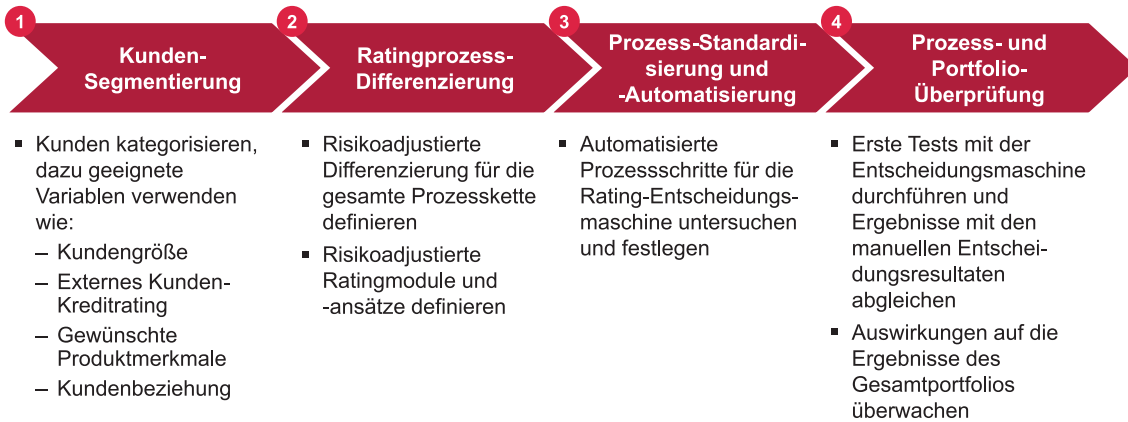 1
Kunden-
Segmentierung
▪ Kunden kategorisieren,
dazu geeignete
Variablen verwenden
wie:
– Kundengröße
– Externes Kunden-
Kreditrating
– Gewünschte
Produktmerkmale
– Kundenbeziehung
2
Ratingprozess-
Differenzierung
▪ Risikoadjustierte
Differenzierung für die
gesamte Prozesskette
definieren
▪ Risikoadjustierte
Ratingmodule und
-ansätze definieren
3
Prozess-Standardi-
sierung und
-Automatisierung
▪ Automatisierte
Prozessschritte für die
Rating-Entscheidungs-
maschine untersuchen
und festlegen
4
Prozess- und
Portfolio-
Überprüfung
▪ Erste Tests mit der
Entscheidungsmaschine
durchführen und
Ergebnisse mit den
manuellen Entschei-
dungsresultaten
abgleichen
▪ Auswirkungen auf die
Ergebnisse des
Gesamtportfolios
überwachen